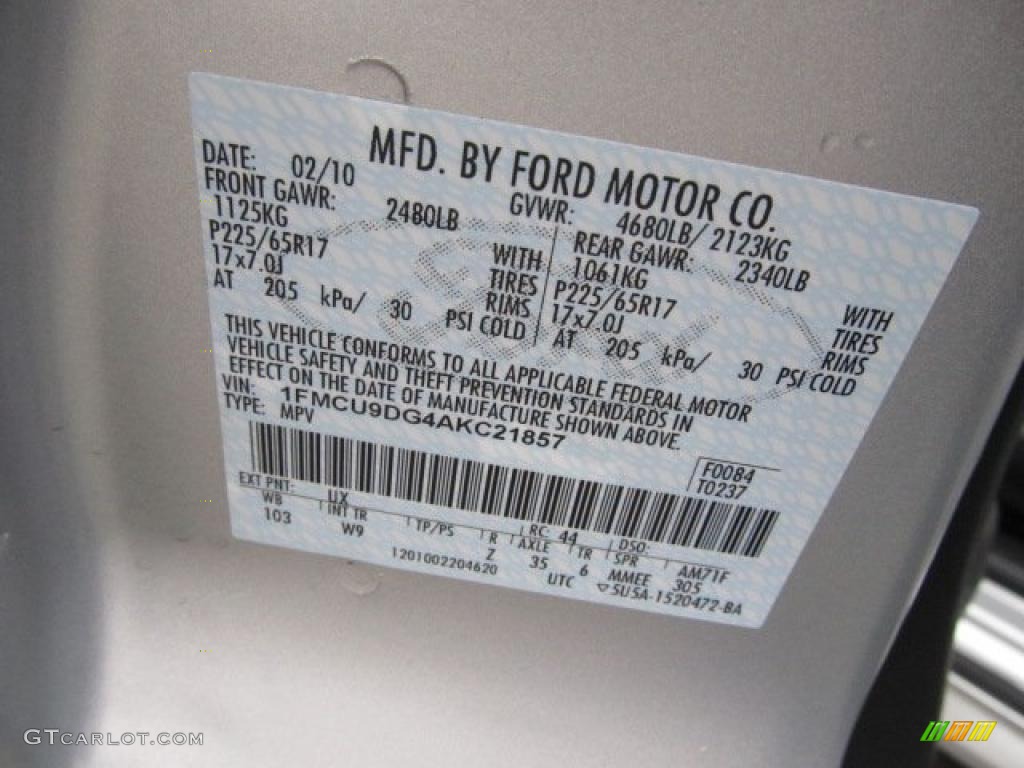 MFD. BY FORD MOTOR CO.
DATE: 02/10 GVWR: 4680LB/ 2123KG
FRONT GAWR: 2480LB REAR GAWR: 2340LB
1125KG WITH 1061KG WITH
P225/65R17 TIRES P225/65R17 TIRES
17x7.0J RIMS 17x7.0J RIMS
AT 205 kPa/ 30 PSI COLD AT 205 kPa/ 30 PSI COLD
THIS VEHICLE CONFORMS TO ALL APPLICABLE FEDERAL MOTOR
VEHICLE SAFETY AND THEFT PREVENTION STANDARDS IN
EFFECT ON THE DATE OF MANUFACTURE SHOWN ABOVE.
VIN: 1FMCU9DG4AKC21857
TYPE: MPV
F0084
T0237
EXT PNT: UX RC: 44 DSO:
WB INT TR TP/PS R AXLE TR SPR AM71F
103 W9 Z 35 6 MMEE 305
1201002204620 UTC ▽5U5A-1520472-BA
GTCARLOT.COM